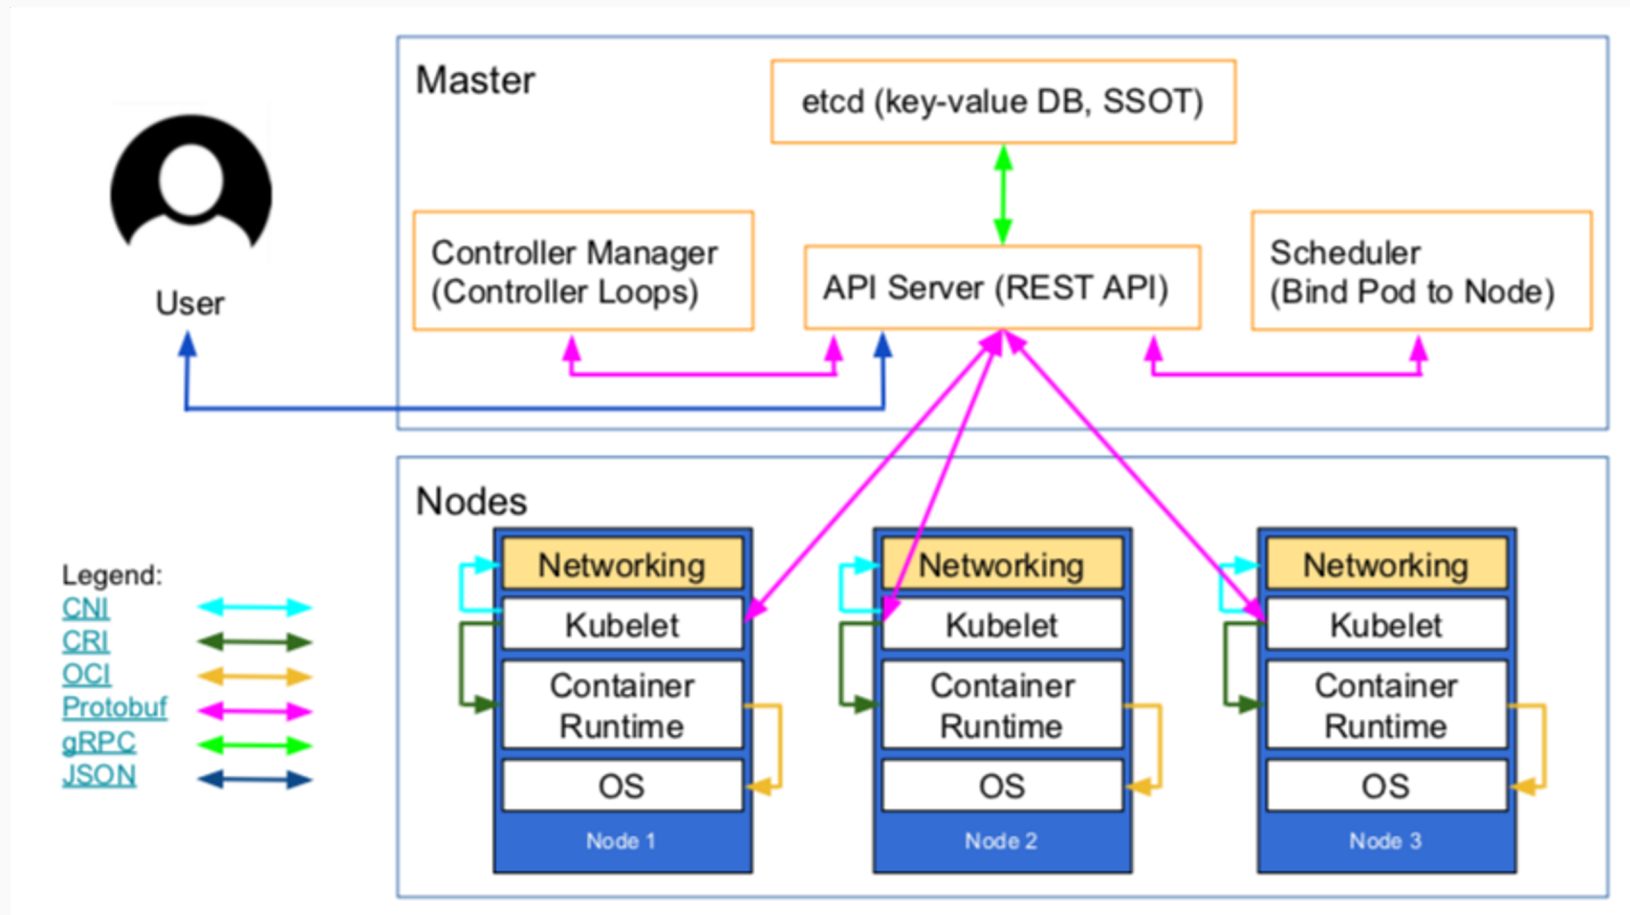 Master
etcd (key-value DB, SSOT)
Controller Manager
(Controller Loops)
API Server (REST API)
Scheduler
(Bind Pod to Node)
User
Nodes
Networking
Kubelet
Container
Runtime
OS
Node 1
Networking
Kubelet
Container
Runtime
OS
Node 2
Networking
Kubelet
Container
Runtime
OS
Node 3
Legend:
CNI
CRI
OCI
Protobuf
gRPC
JSON